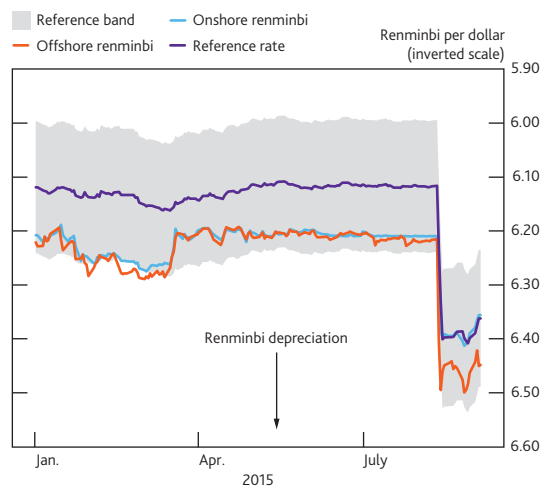 Reference band
Onshore renminbi
Offshore renminbi
Reference rate
Renminbi per dollar
(inverted scale)
5.90
6.00
6.10
6.20
6.30
6.40
6.50
6.60
Renminbi depreciation
Jan.
Apr.
July
2015